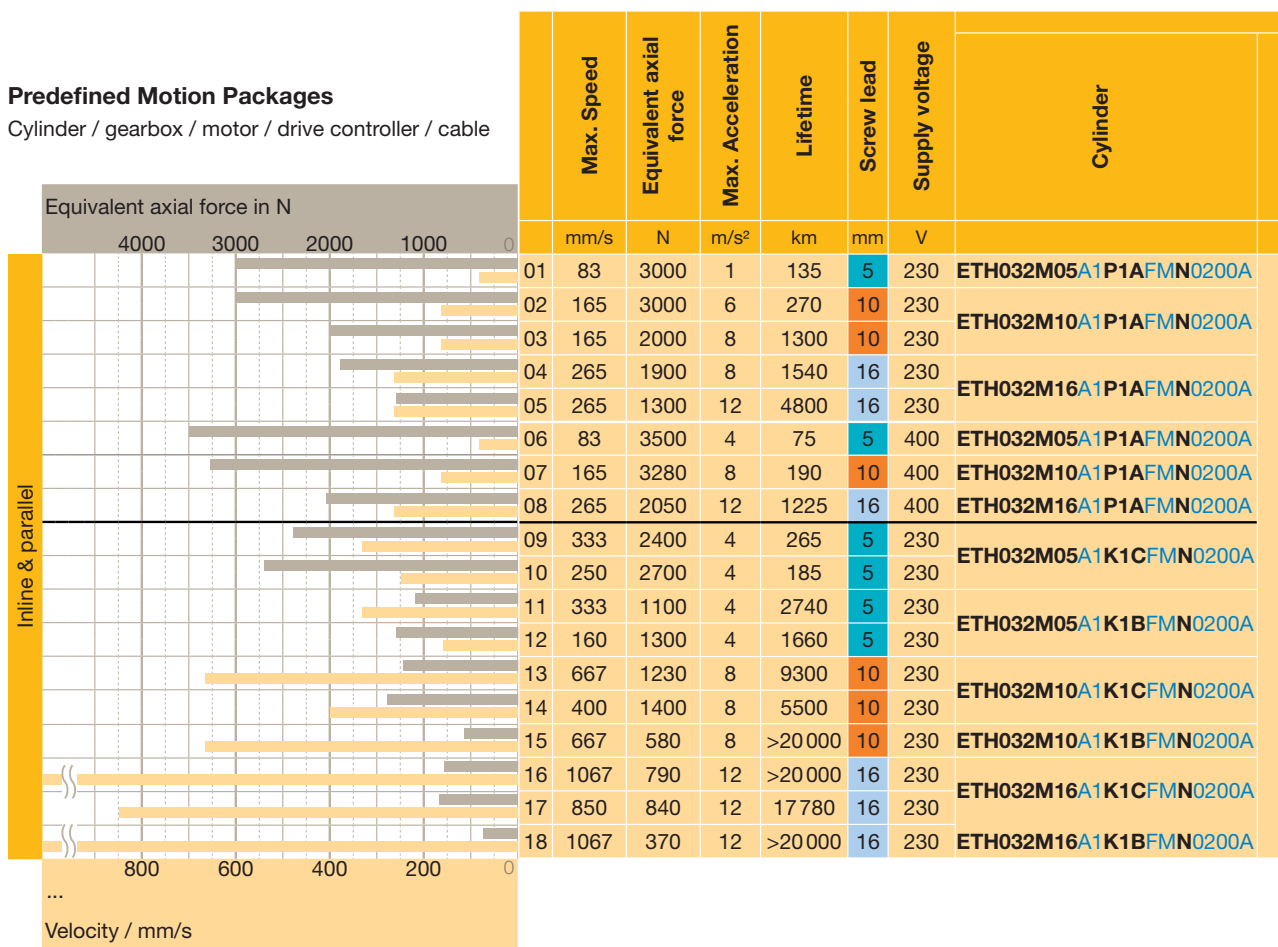 Predefined Motion Packages
Cylinder / gearbox / motor / drive controller / cable
Max. Speed
Equivalent axial
force
Max. Acceleration
Lifetime
Screw lead
Supply voltage
Cylinder
Equivalent axial force in N
4000 3000 2000 1000 0
mm/s N m/s² km mm V
Inline & parallel
01 83 3000 1 135 5 230 ETH032M05A1P1AFMN0200A
02 165 3000 6 270 10 230
ETH032M10A1P1AFMN0200A
03 165 2000 8 1300 10 230
04 265 1900 8 1540 16 230
ETH032M16A1P1AFMN0200A
05 265 1300 12 4800 16 230
06 83 3500 4 75 5 400 ETH032M05A1P1AFMN0200A
07 165 3280 8 190 10 400 ETH032M10A1P1AFMN0200A
08 265 2050 12 1225 16 400 ETH032M16A1P1AFMN0200A
09 333 2400 4 265 5 230
ETH032M05A1K1CFMN0200A
10 250 2700 4 185 5 230
11 333 1100 4 2740 5 230
ETH032M05A1K1BFMN0200A
12 160 1300 4 1660 5 230
13 667 1230 8 9300 10 230
ETH032M10A1K1CFMN0200A
14 400 1400 8 5500 10 230
15 667 580 8 >20000 10 230 ETH032M10A1K1BFMN0200A
16 1067 790 12 >20000 16 230
ETH032M16A1K1CFMN0200A
17 850 840 12 17780 16 230
18 1067 370 12 >20000 16 230 ETH032M16A1K1BFMN0200A
800 600 400 200 0
...
Velocity / mm/s